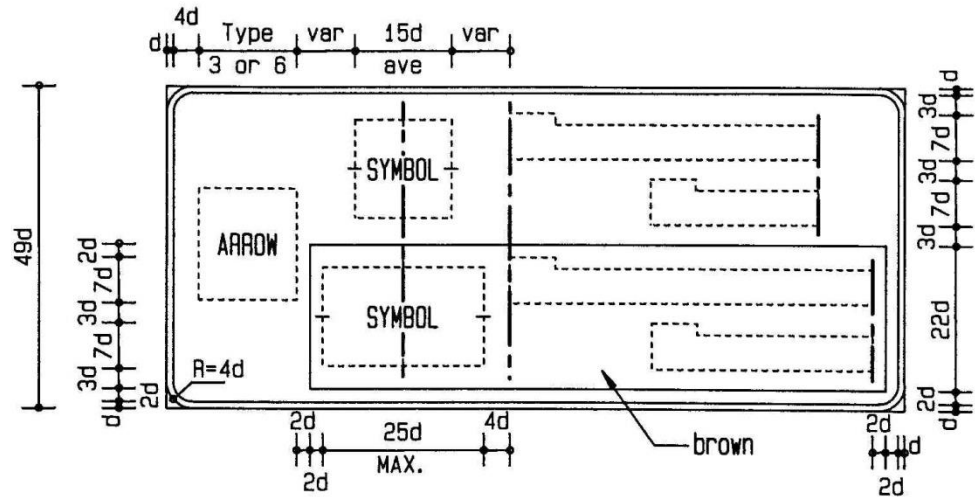 4d Type var 15d var
d 3 or 6 ave
d
3d
7d
3d
7d
3d
22d
2d
d
SYMBOL
ARROW
SYMBOL
49d
2d
7d
3d
7d
3d
2d
d
R=4d
2d 25d 4d
2d MAX.
brown
2d d
2d